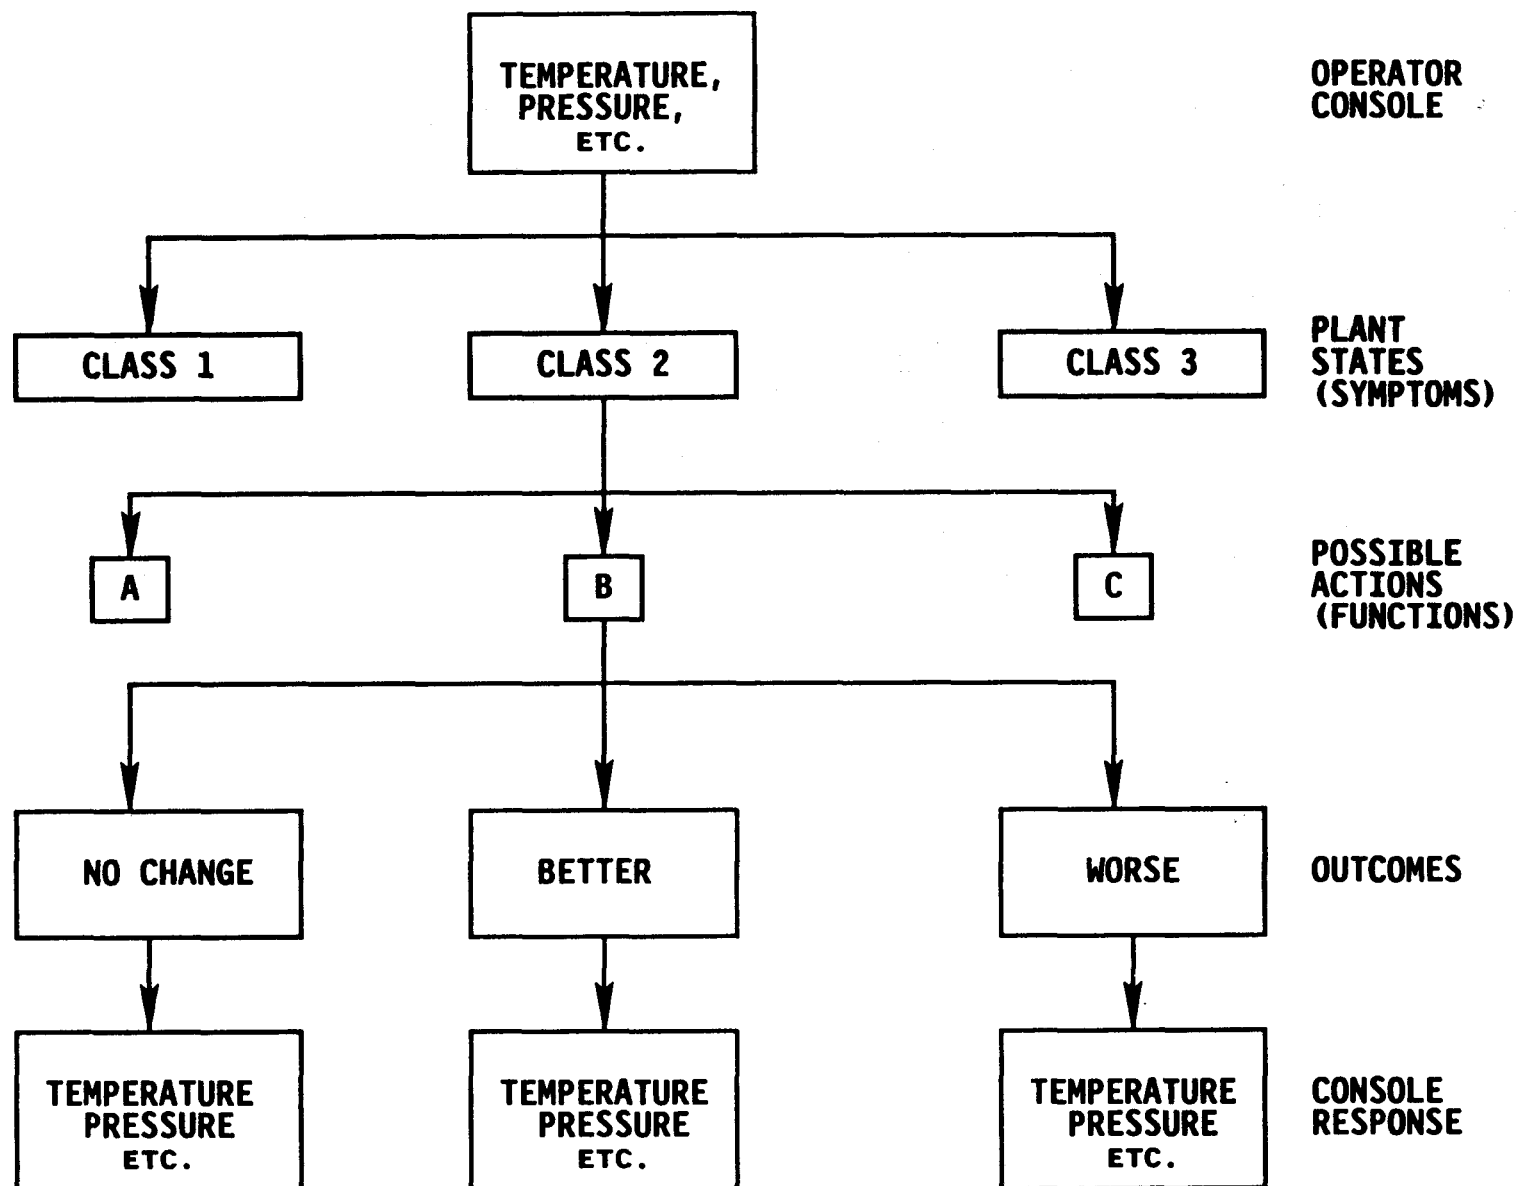 TEMPERATURE,
PRESSURE,
ETC.
OPERATOR
CONSOLE
CLASS 1
CLASS 2
CLASS 3
PLANT
STATES
(SYMPTOMS)
A
B
C
POSSIBLE
ACTIONS
(FUNCTIONS)
NO CHANGE
BETTER
WORSE
OUTCOMES
TEMPERATURE
PRESSURE
ETC.
TEMPERATURE
PRESSURE
ETC.
TEMPERATURE
PRESSURE
ETC.
CONSOLE
RESPONSE